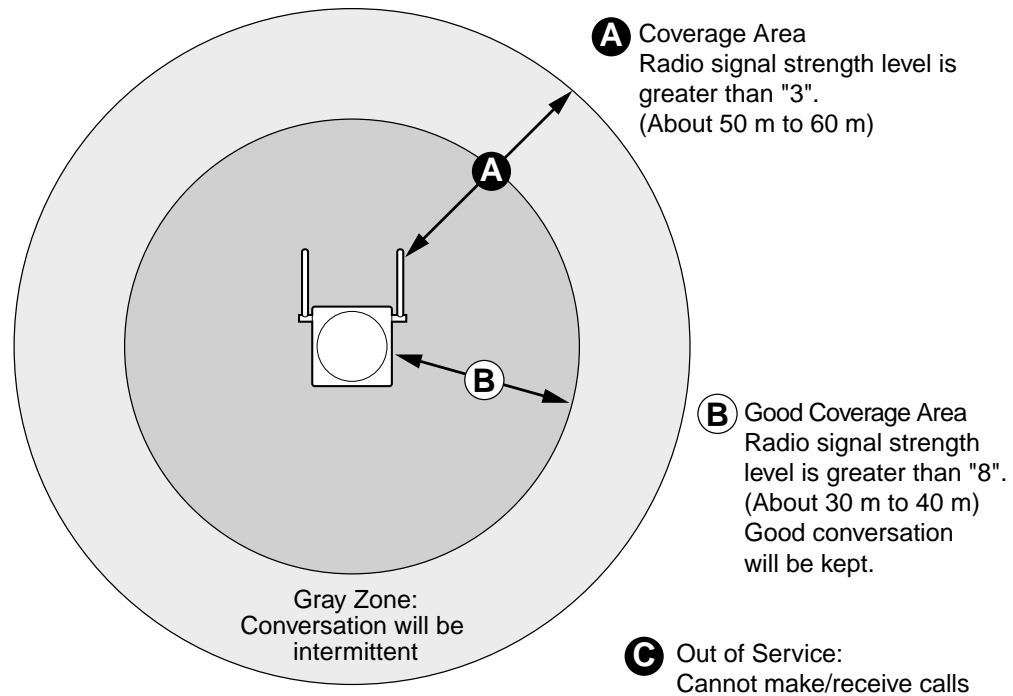 A Coverage Area
Radio signal strength level is
greater than "3".
(About 50 m to 60 m)
A
B
B Good Coverage Area
Radio signal strength
level is greater than "8".
(About 30 m to 40 m)
Good conversation
will be kept.
Gray Zone:
Conversation will be
intermittent
C Out of Service:
Cannot make/receive calls